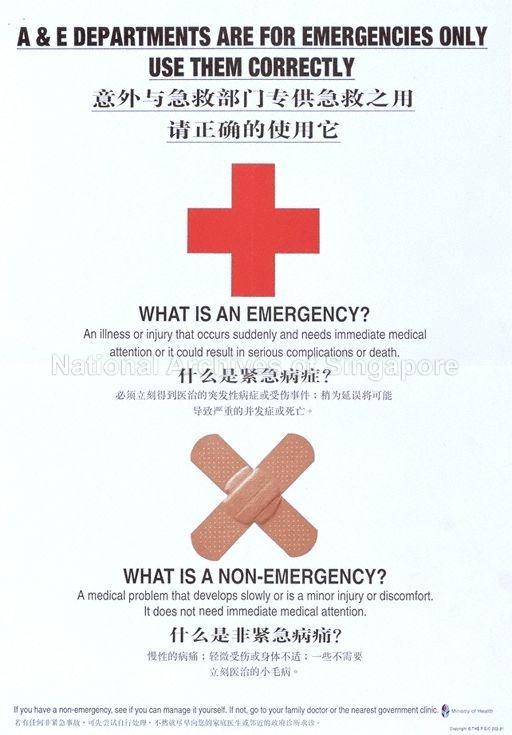 A & E DEPARTMENTS ARE FOR EMERGENCIES ONLY
USE THEM CORRECTLY
意外与急救部门专供急救之用
请正确的使用它
WHAT IS AN EMERGENCY?
An illness or injury that occurs suddenly and needs immediate medical
attention or it could result in serious complications or death.
National Archives of Singapore
什么是紧急病症?
必须立刻得到医治的突发性病症或受伤事件；稍为延误将可能
导致严重的并发症或死亡。
WHAT IS A NON-EMERGENCY?
A medical problem that develops slowly or is a minor injury or discomfort.
It does not need immediate medical attention.
什么是非紧急病痛?
慢性的病痛；轻微受伤或身体不适；一些不需要
立刻医治的小毛病。
If you have a non-emergency, see if you can manage it yourself. If not, go to your family doctor or the nearest government clinic.
Ministry of Health
若有任何非紧急事故，可先尝试自行处理，不然就尽早向您的家庭医生或邻近的政府诊所求诊。
Copyright © THE